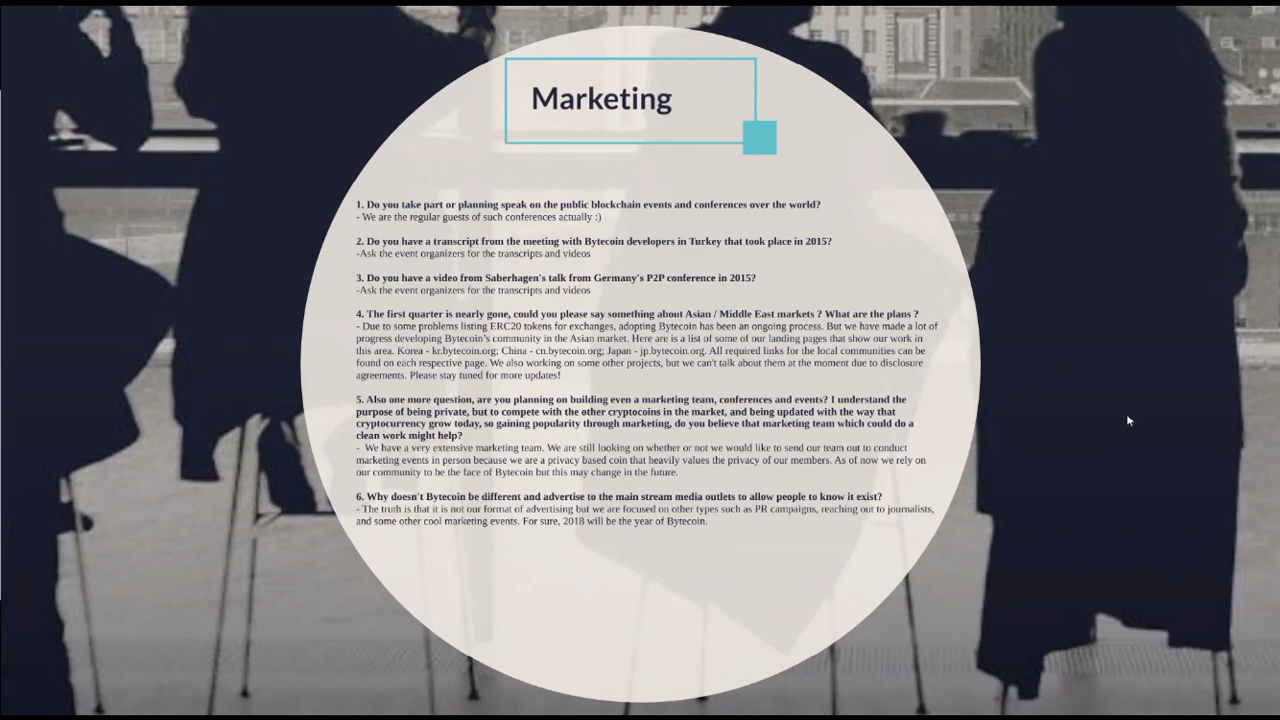 Marketing
1. Do you take part or planning speak on the public blockchain events and conferences over the world?
- We are the regular guests of such conferences actually :)
2. Do you have a transcript from the meeting with Bytecoin developers in Turkey that took place in 2015?
-Ask the event organizers for the transcripts and videos
3. Do you have a video from Saberhagen's talk from Germany's P2P conference in 2015?
-Ask the event organizers for the transcripts and videos
4. The first quarter is nearly gone, could you please say something about Asian / Middle East markets ? What are the plans ?
- Due to some problems listing ERC20 tokens for exchanges, adopting Bytecoin has been an ongoing process. But we have made a lot of
progress developing Bytecoin's community in the Asian market. Here are is a list of some of our landing pages that show our work in
this area. Korea - kr.bytecoin.org; China - cn.bytecoin.org; Japan - jp.bytecoin.org. All required links for the local communities can be
found on each respective page. We also working on some other projects, but we can't talk about them at the moment due to disclosure
agreements. Please stay tuned for more updates!
5. Also one more question, are you planning on building even a marketing team, conferences and events? I understand the
purpose of being private, but to compete with the other cryptocoins in the market, and being updated with the way that
cryptocurrency grow today, so gaining popularity through marketing, do you believe that marketing team which could do a
clean work might help?
- We have a very extensive marketing team. We are still looking on whether or not we would like to send our team out to conduct
marketing events in person because we are a privacy based coin that heavily values the privacy of our members. As of now we rely on
our community to be the face of Bytecoin but this may change in the future.
6. Why doesn't Bytecoin be different and advertise to the main stream media outlets to allow people to know it exist?
- The truth is that it is not our format of advertising but we are focused on other types such as PR campaigns, reaching out to journalists,
and some other cool marketing events. For sure, 2018 will be the year of Bytecoin.